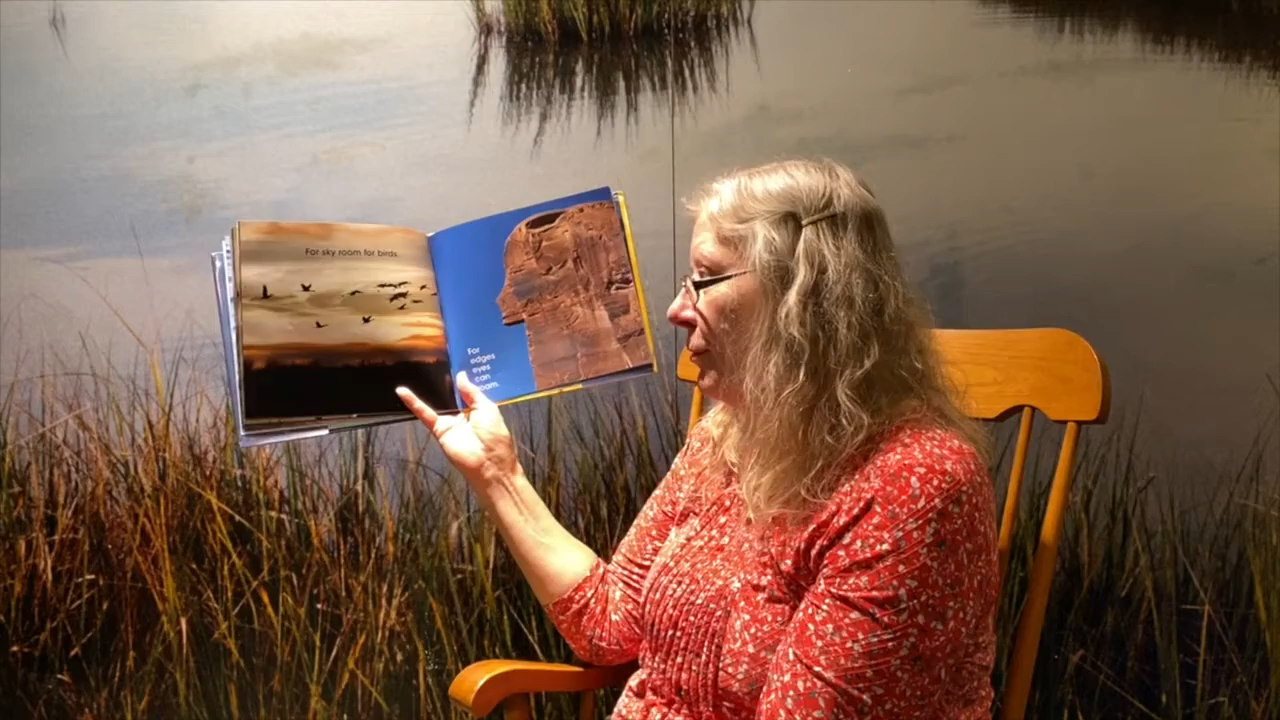 For sky room for birds.
For
edges
eyes
can
roam.